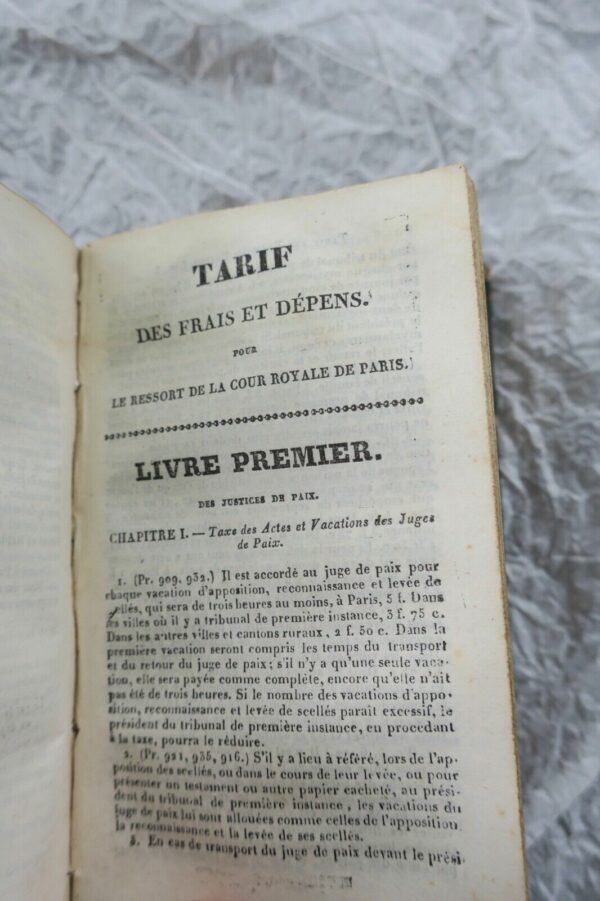 TARIF
DES FRAIS ET DÉPENS.
POUR
LE RESSORT DE LA COUR ROYALE DE PARIS.
LIVRE PREMIER.
DES JUSTICES DE PAIX.
CHAPITRE I. — Taxe des Actes et Vacations des Juges
de Paix.
1. (Pr. 909, 932.) Il est accordé au juge de paix pour
chaque vacation d'apposition, reconnaissance et levée de
scellés, qui sera de trois heures au moins, à Paris, 5 f. Dans
les villes où il y a tribunal de première instance, 3 f. 75 c.
Dans les autres villes et cantons ruraux, 2 f. 50 c. Dans la
première vacation seront compris les temps du transport
et du retour du juge de paix; s'il n'y a qu'une seule vaca-
tion, elle sera payée comme complète, encore qu'elle n'ait
pas été de trois heures. Si le nombre des vacations d'appo-
sition, reconnaissance et levée de scellés paraît excessif, le
président du tribunal de première instance, en procédant
à la taxe, pourra le réduire.
2. (Pr. 921, 935, 916.) S'il y a lieu à référé, lors de l'ap-
position des scellés, ou dans le cours de leur levée, ou pour
présenter un testament ou autre papier cacheté, au prési-
dent du tribunal de première instance, les vacations du
juge de paix lui sont allouées comme celles de l'apposition,
la reconnaissance et la levée de ses scellés.
3. En cas de transport du juge de paix devant le prési-